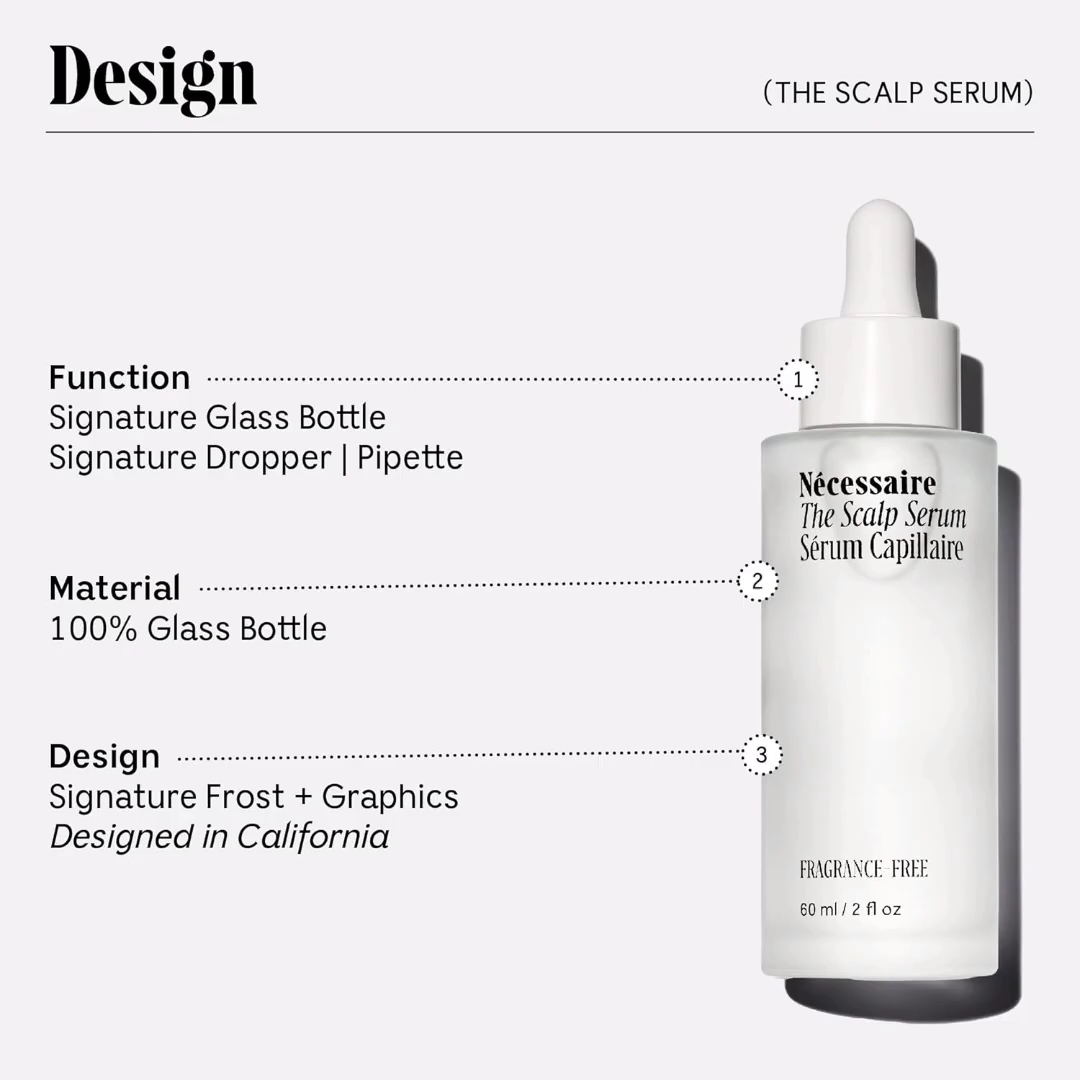 Design
(THE SCALP SERUM)
Function
1
Signature Glass Bottle
Signature Dropper | Pipette
Material
2
100% Glass Bottle
Design
3
Signature Frost + Graphics
Designed in California
Nécessaire
The Scalp Serum
Sérum Capillaire
FRAGRANCE-FREE
60 ml / 2 fl oz